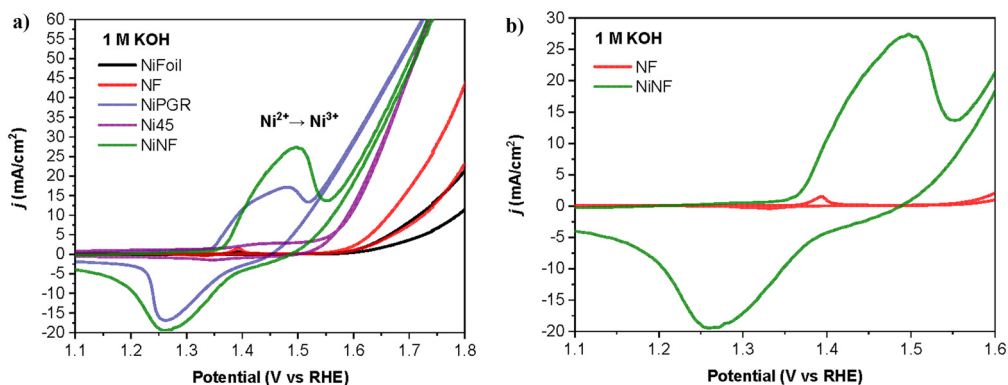 a)
1 M KOH
NiFoil
NF
NiPGR
Ni45
NiNF
Ni2+→ Ni3+
j (mA/cm2)
60
55
50
45
40
35
30
25
20
15
10
5
0
-5
-10
-15
-20
1.1 1.2 1.3 1.4 1.5 1.6 1.7 1.8
Potential (V vs RHE)
b)
1 M KOH
NF
NiNF
j (mA/cm2)
30
25
20
15
10
5
0
-5
-10
-15
-20
1.1 1.2 1.3 1.4 1.5 1.6
Potential (V vs RHE)